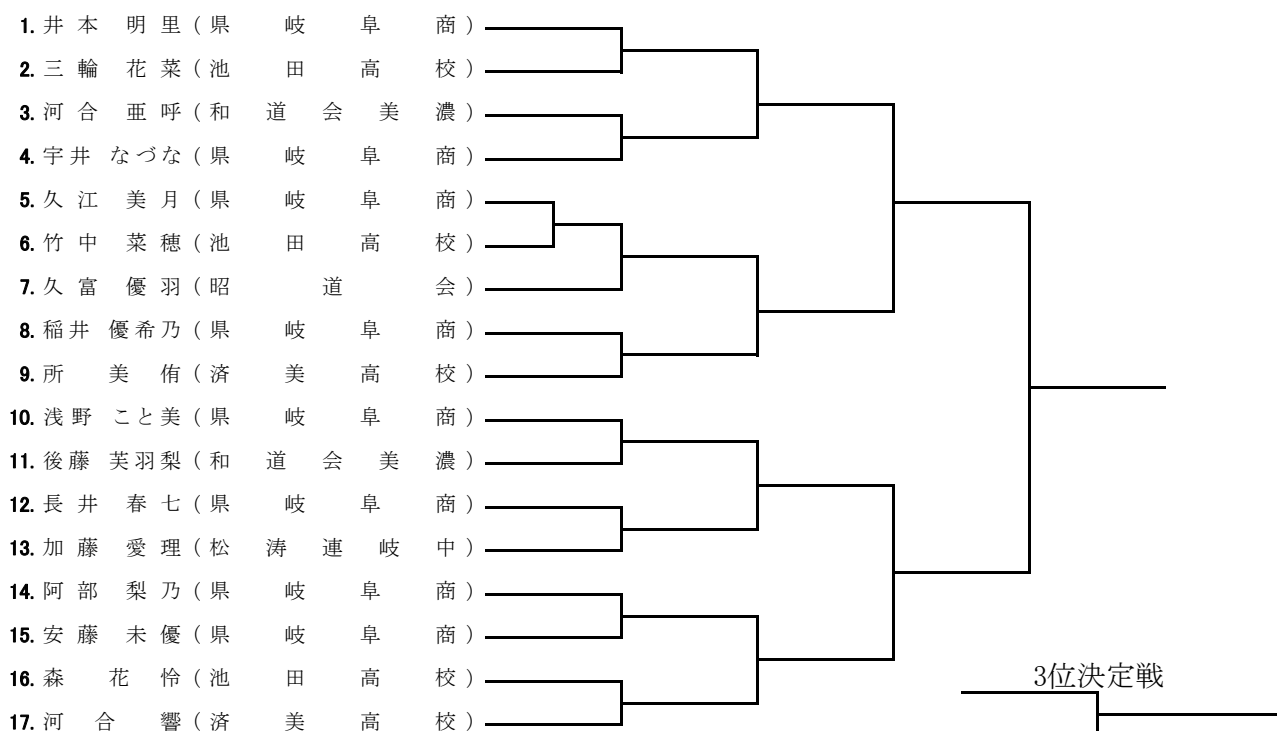 1. 井本 明里(県岐阜商)
2. 三輪 花菜(池田高校)
3. 河合 亜呼(和道会美濃)
4. 宇井 なづな(県岐阜商)
5. 久江 美月(県岐阜商)
6. 竹中 菜穂(池田高校)
7. 久富 優羽(昭道会)
8. 稲井 優希乃(県岐阜商)
9. 所 美侑(済美高校)
10. 浅野 こと美(県岐阜商)
11. 後藤 芙羽梨(和道会美濃)
12. 長井 春七(県岐阜商)
13. 加藤 愛理(松涛連岐中)
14. 阿部 梨乃(県岐阜商)
15. 安藤 未優(県岐阜商)
16. 森 花怜(池田高校)
17. 河合 響(済美高校)
3位決定戦